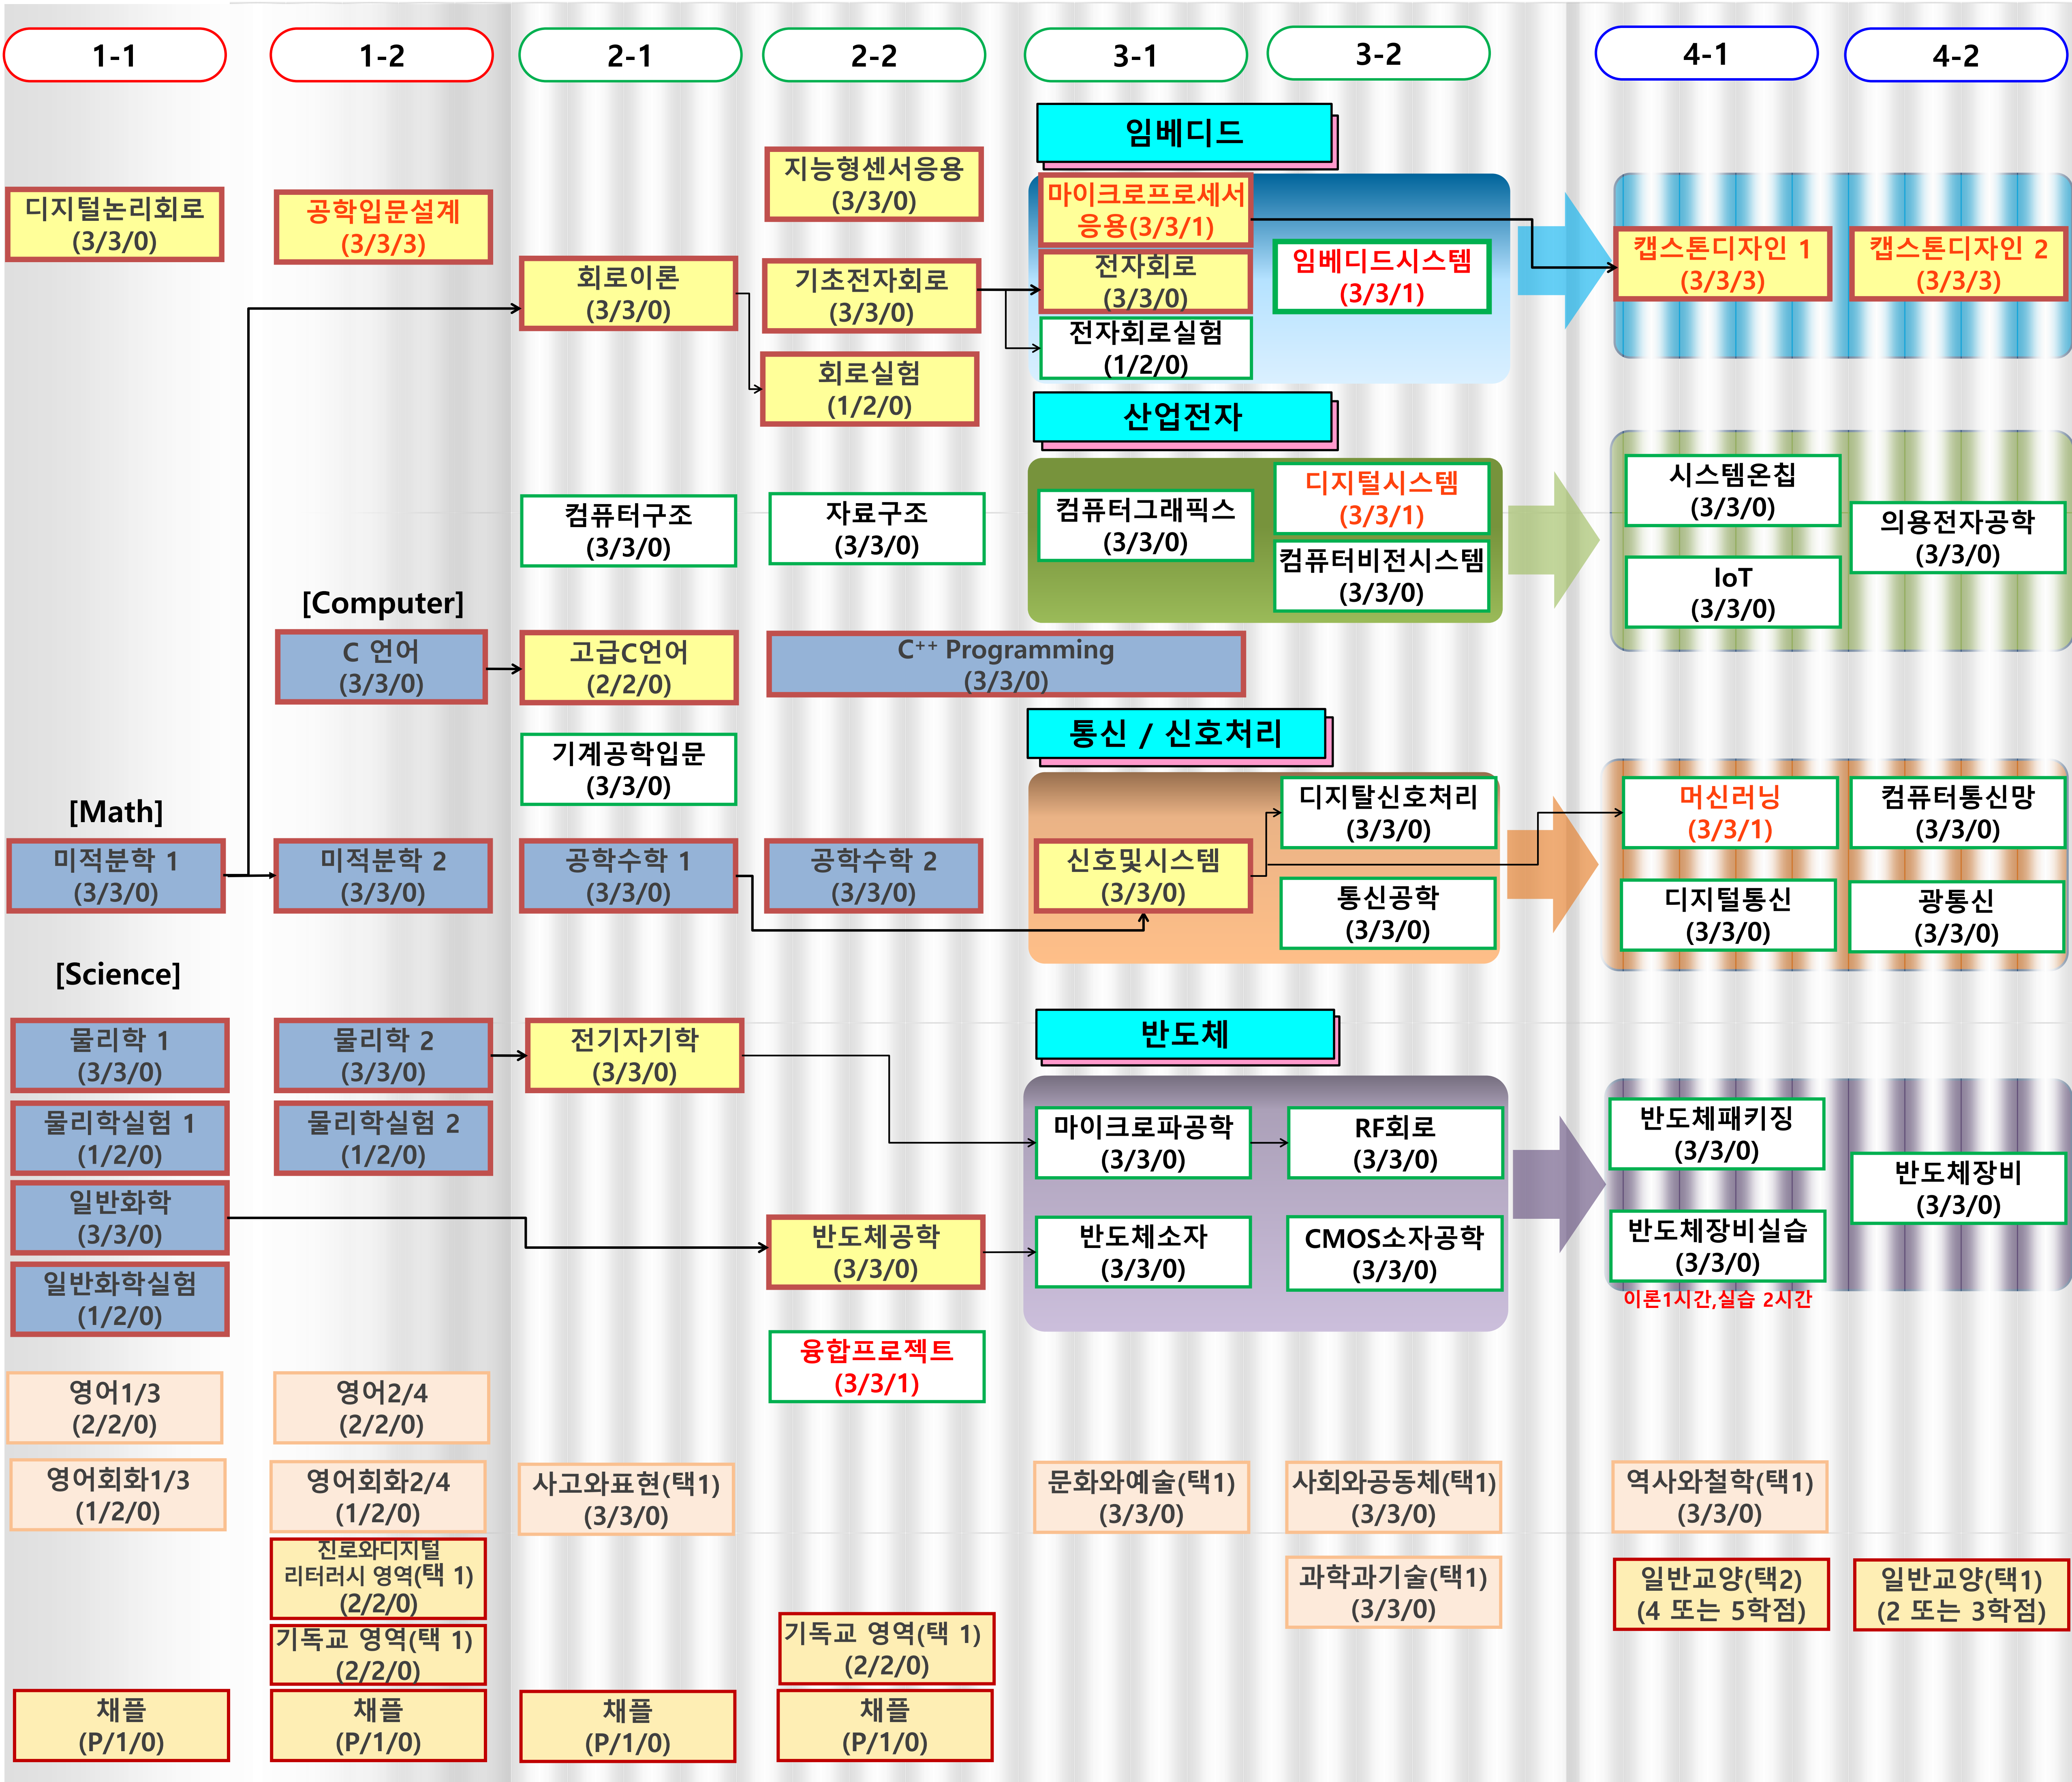 1-1
1-2
2-1
2-2
3-1
3-2
4-1
4-2
임베디드
디지털논리회로
(3/3/0)
공학입문설계
(3/3/3)
지능형센서응용
(3/3/0)
마이크로프로세서
응용(3/3/1)
회로이론
(3/3/0)
기초전자회로
(3/3/0)
전자회로
(3/3/0)
임베디드시스템
(3/3/1)
캡스톤디자인 1
(3/3/3)
캡스톤디자인 2
(3/3/3)
회로실험
(1/2/0)
전자회로실험
(1/2/0)
산업전자
컴퓨터구조
(3/3/0)
자료구조
(3/3/0)
컴퓨터그래픽스
(3/3/0)
디지털시스템
(3/3/1)
컴퓨터비전시스템
(3/3/0)
시스템온칩
(3/3/0)
IoT
(3/3/0)
의용전자공학
(3/3/0)
[Computer]
C 언어
(3/3/0)
고급C언어
(2/2/0)
C++ Programming
(3/3/0)
기계공학입문
(3/3/0)
통신 / 신호처리
[Math]
미적분학 1
(3/3/0)
미적분학 2
(3/3/0)
공학수학 1
(3/3/0)
공학수학 2
(3/3/0)
신호및시스템
(3/3/0)
디지탈신호처리
(3/3/0)
통신공학
(3/3/0)
머신러닝
(3/3/1)
컴퓨터통신망
(3/3/0)
디지털통신
(3/3/0)
광통신
(3/3/0)
[Science]
반도체
물리학 1
(3/3/0)
물리학 2
(3/3/0)
전기자기학
(3/3/0)
물리학실험 1
(1/2/0)
물리학실험 2
(1/2/0)
마이크로파공학
(3/3/0)
RF회로
(3/3/0)
반도체패키징
(3/3/0)
반도체장비
(3/3/0)
일반화학
(3/3/0)
반도체공학
(3/3/0)
반도체소자
(3/3/0)
CMOS소자공학
(3/3/0)
반도체장비실습
(3/3/0)
이론1시간,실습 2시간
일반화학실험
(1/2/0)
융합프로젝트
(3/3/1)
영어1/3
(2/2/0)
영어2/4
(2/2/0)
영어회화1/3
(1/2/0)
영어회화2/4
(1/2/0)
사고와표현(택1)
(3/3/0)
문화와예술(택1)
(3/3/0)
사회와공동체(택1)
(3/3/0)
역사와철학(택1)
(3/3/0)
진로와디지털
리터러시 영역(택 1)
(2/2/0)
과학과기술(택1)
(3/3/0)
일반교양(택2)
(4 또는 5학점)
일반교양(택1)
(2 또는 3학점)
기독교 영역(택 1)
(2/2/0)
기독교 영역(택 1)
(2/2/0)
채플
(P/1/0)
채플
(P/1/0)
채플
(P/1/0)
채플
(P/1/0)